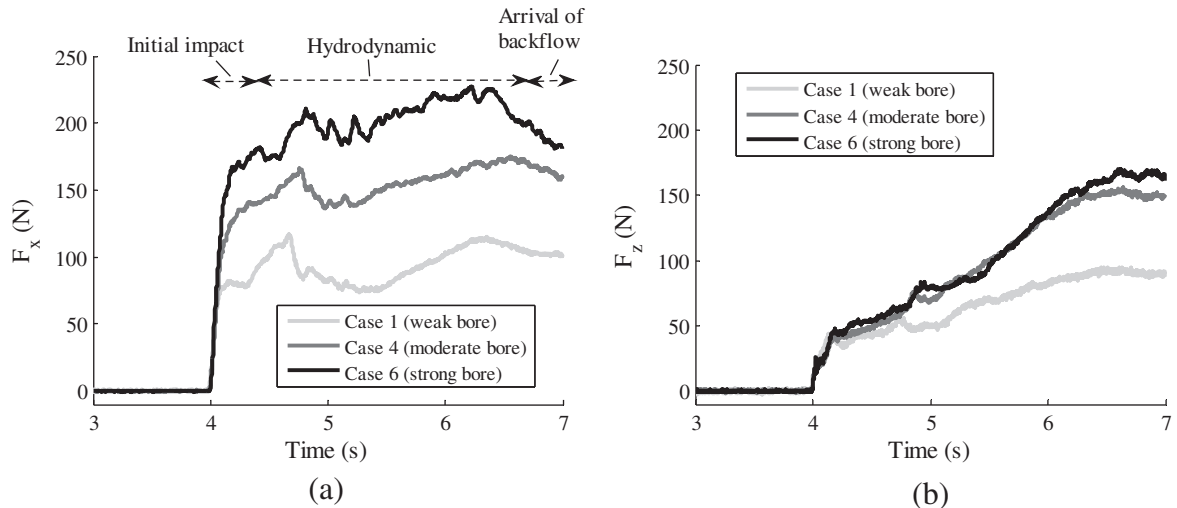 Initial impact
Hydrodynamic
Arrival of
backflow
250
200
150
100
50
0
F_x (N)
Case 1 (weak bore)
Case 4 (moderate bore)
Case 6 (strong bore)
3 4 5 6 7
Time (s)
(a)
250
200
150
100
50
0
F_z (N)
Case 1 (weak bore)
Case 4 (moderate bore)
Case 6 (strong bore)
3 4 5 6 7
Time (s)
(b)